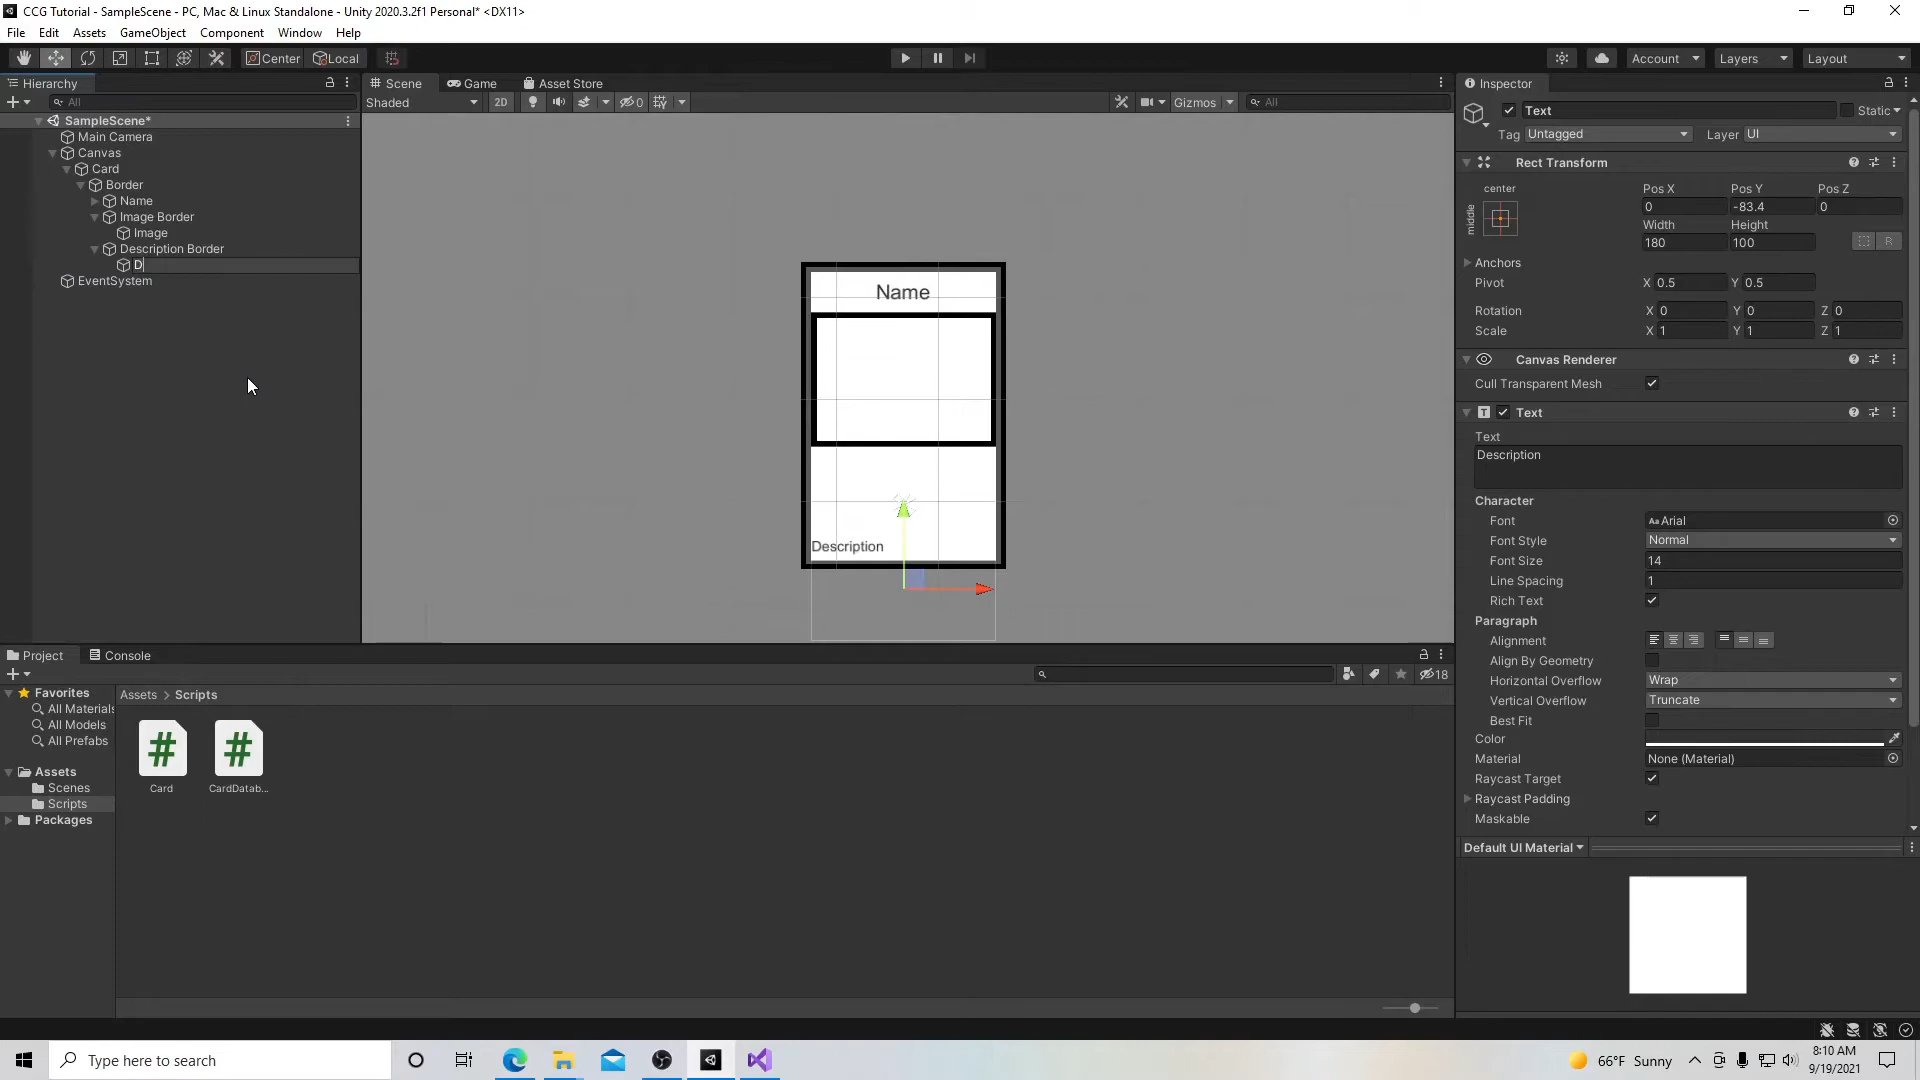 CCG Tutorial - SampleScene - PC, Mac & Linux Standalone - Unity 2020.3.2f1 Personal* <DX11>
File Edit Assets GameObject Component Window Help
Center Local
Account Layers Layout
Hierarchy
All
SampleScene*
Main Camera
Canvas
Card
Border
Name
Image Border
Image
Description Border
D
EventSystem
Scene Game Asset Store
Shaded 2D 0 Gizmos All
Name
Description
Inspector
Text Static
Tag Untagged Layer UI
Rect Transform
center
middle
Pos X Pos Y Pos Z
0 -83.4 0
Width Height
180 100
R
Anchors
Pivot X 0.5 Y 0.5
Rotation X 0 Y 0 Z 0
Scale X 1 Y 1 Z 1
Canvas Renderer
Cull Transparent Mesh
T Text
Text
Description
Character
Font Aa Arial
Font Style Normal
Font Size 14
Line Spacing 1
Rich Text
Paragraph
Alignment
Align By Geometry
Horizontal Overflow Wrap
Vertical Overflow Truncate
Best Fit
Color
Material None (Material)
Raycast Target
Raycast Padding
Maskable
Default UI Material
Project Console
18
Favorites
All Materials
All Models
All Prefabs
Assets
Scenes
Scripts
Packages
Assets > Scripts
# #
Card CardDatab...
Type here to search
66°F Sunny
8:10 AM
9/19/2021